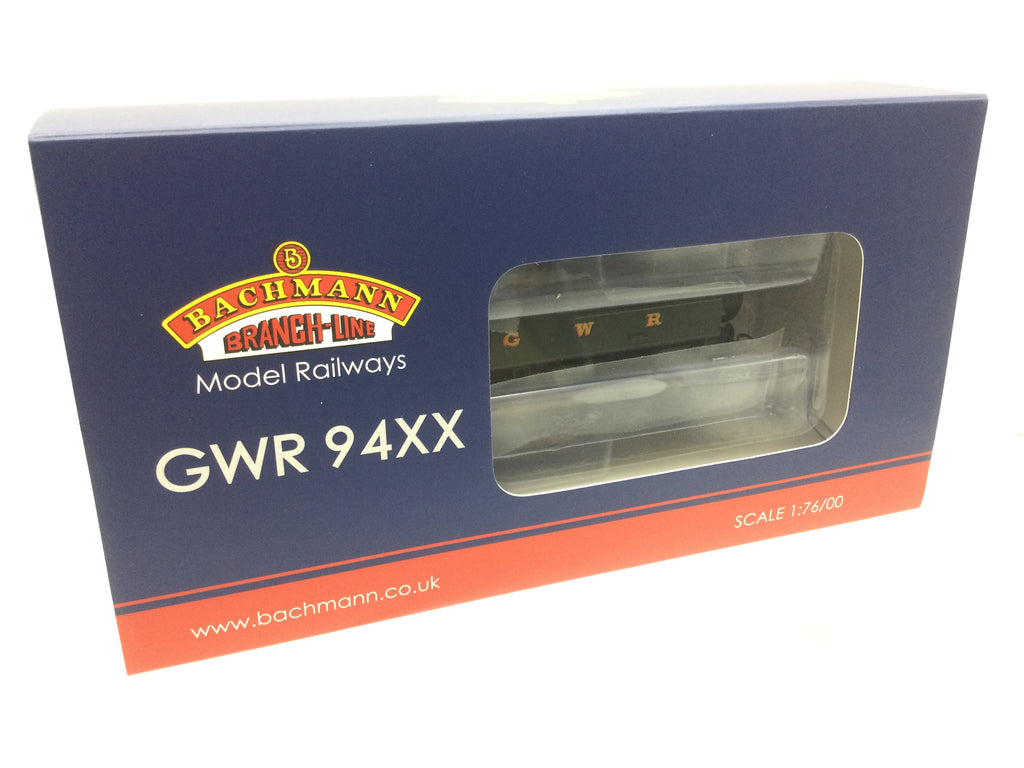 B
BACHMANN
BRANCH-LINE
Model Railways
GWR 94XX
G W R
SCALE 1:76/00
www.bachmann.co.uk